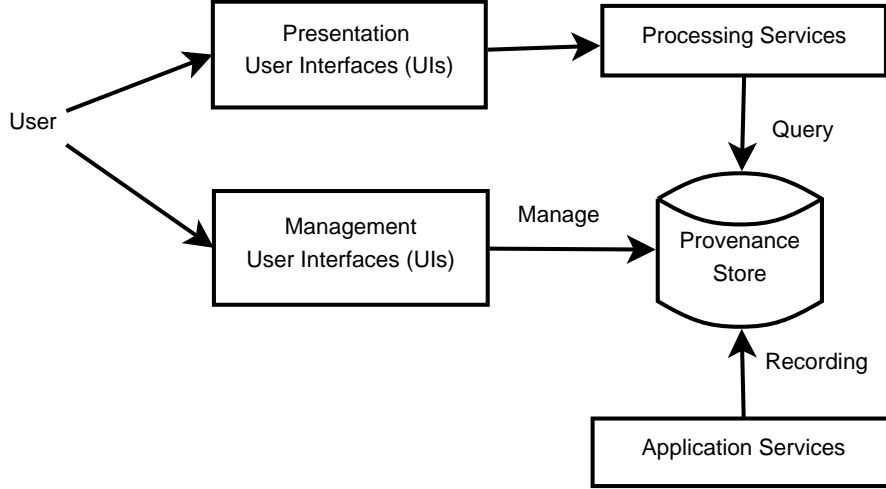 Presentation
User Interfaces (UIs)
Processing Services
User
Query
Management
User Interfaces (UIs)
Manage
Provenance
Store
Recording
Application Services